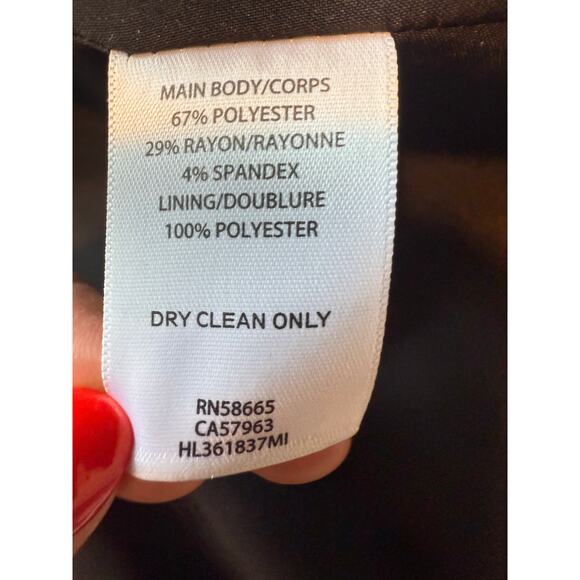 MAIN BODY/CORPS
67% POLYESTER
29% RAYON/RAYONNE
4% SPANDEX
LINING/DOUBLURE
100% POLYESTER
DRY CLEAN ONLY
RN58665
CA57963
HL361837MI